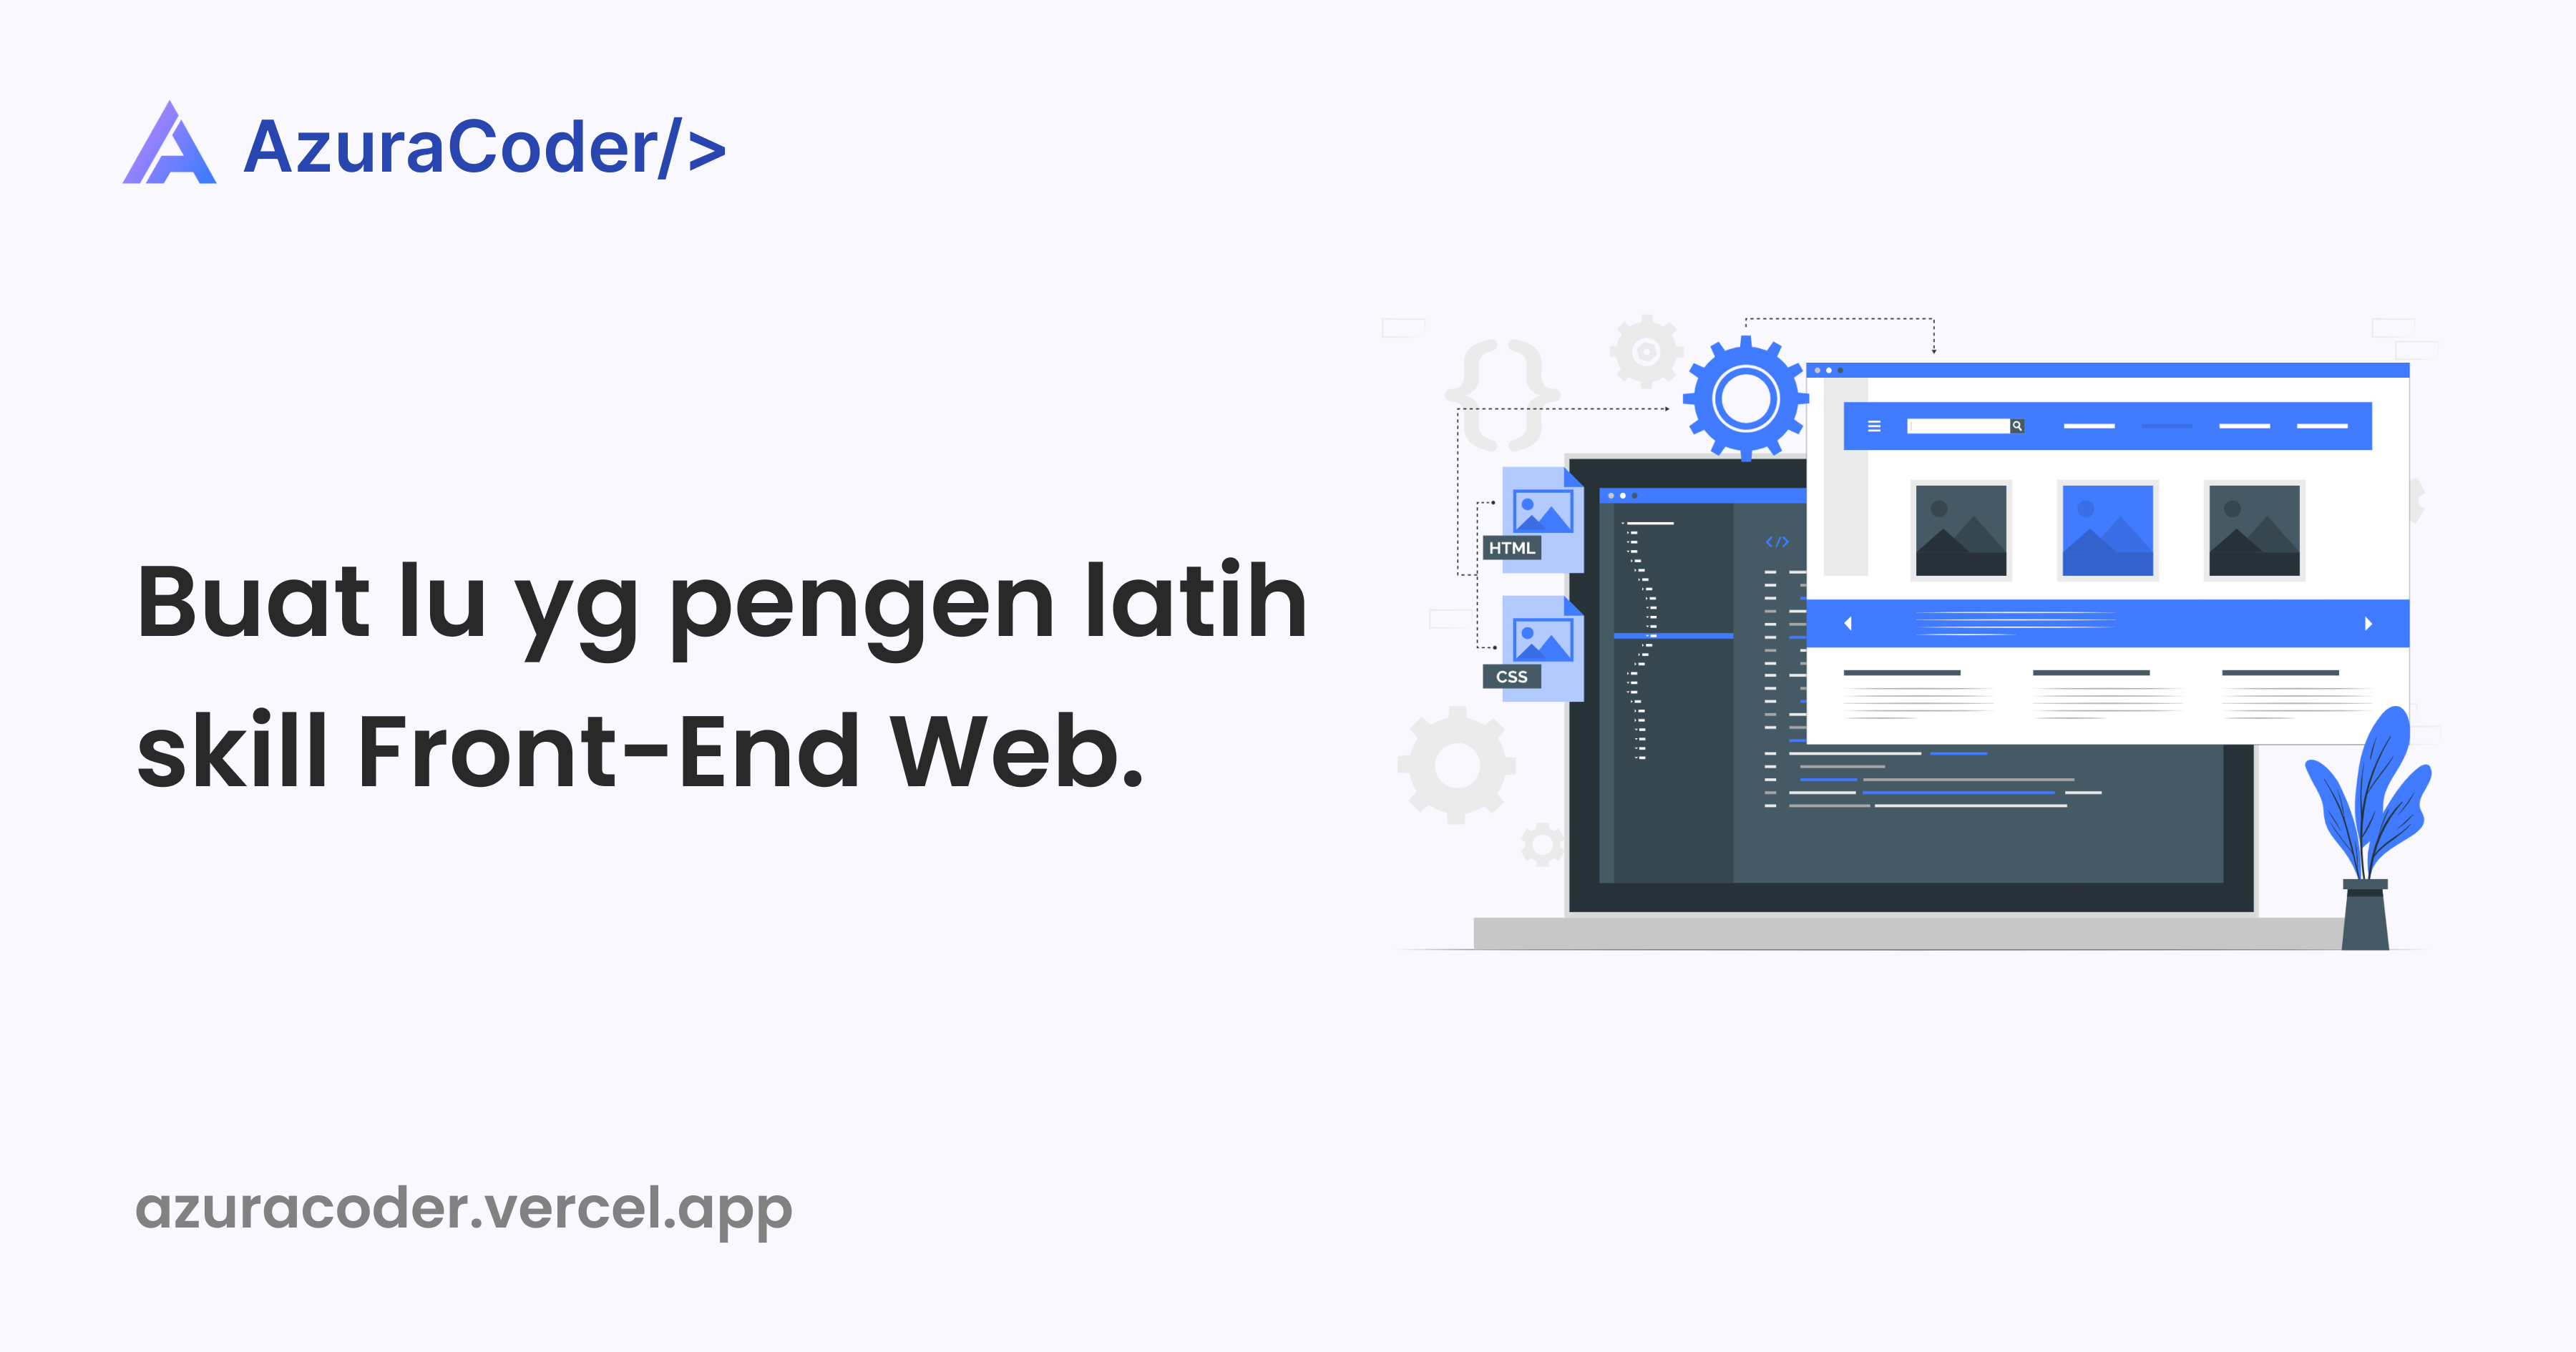 AzuraCoder/>
Buat lu yg pengen latih
skill Front-End Web.
HTML
</>
CSS
azuracoder.vercel.app